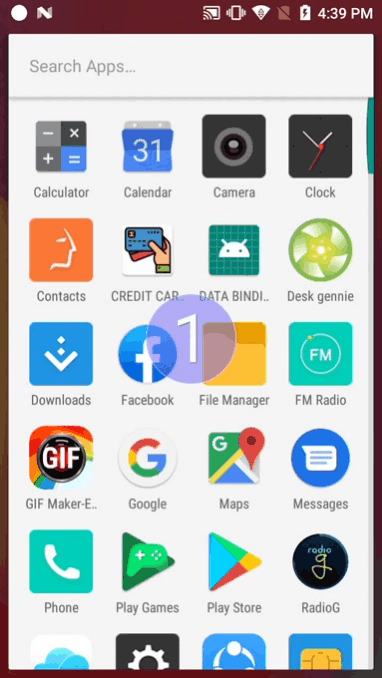 4:39 PM
Search Apps...
31
Calculator
Calendar
Camera
Clock
Contacts
CREDIT CAR..
DATA BINDI..
Desk gennie
1
FM
Downloads
Facebook
File Manager
FM Radio
GIF
G
Gif Maker-E..
Google
Maps
Messages
radio
g
Phone
Play Games
Play Store
RadioG